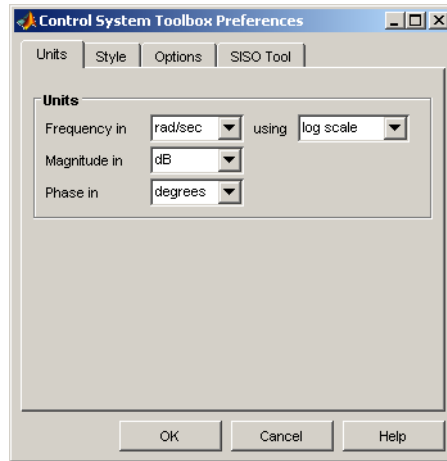 Control System Toolbox Preferences
Units Style Options SISO Tool
Units
Frequency in rad/sec using log scale
Magnitude in dB
Phase in degrees
OK Cancel Help